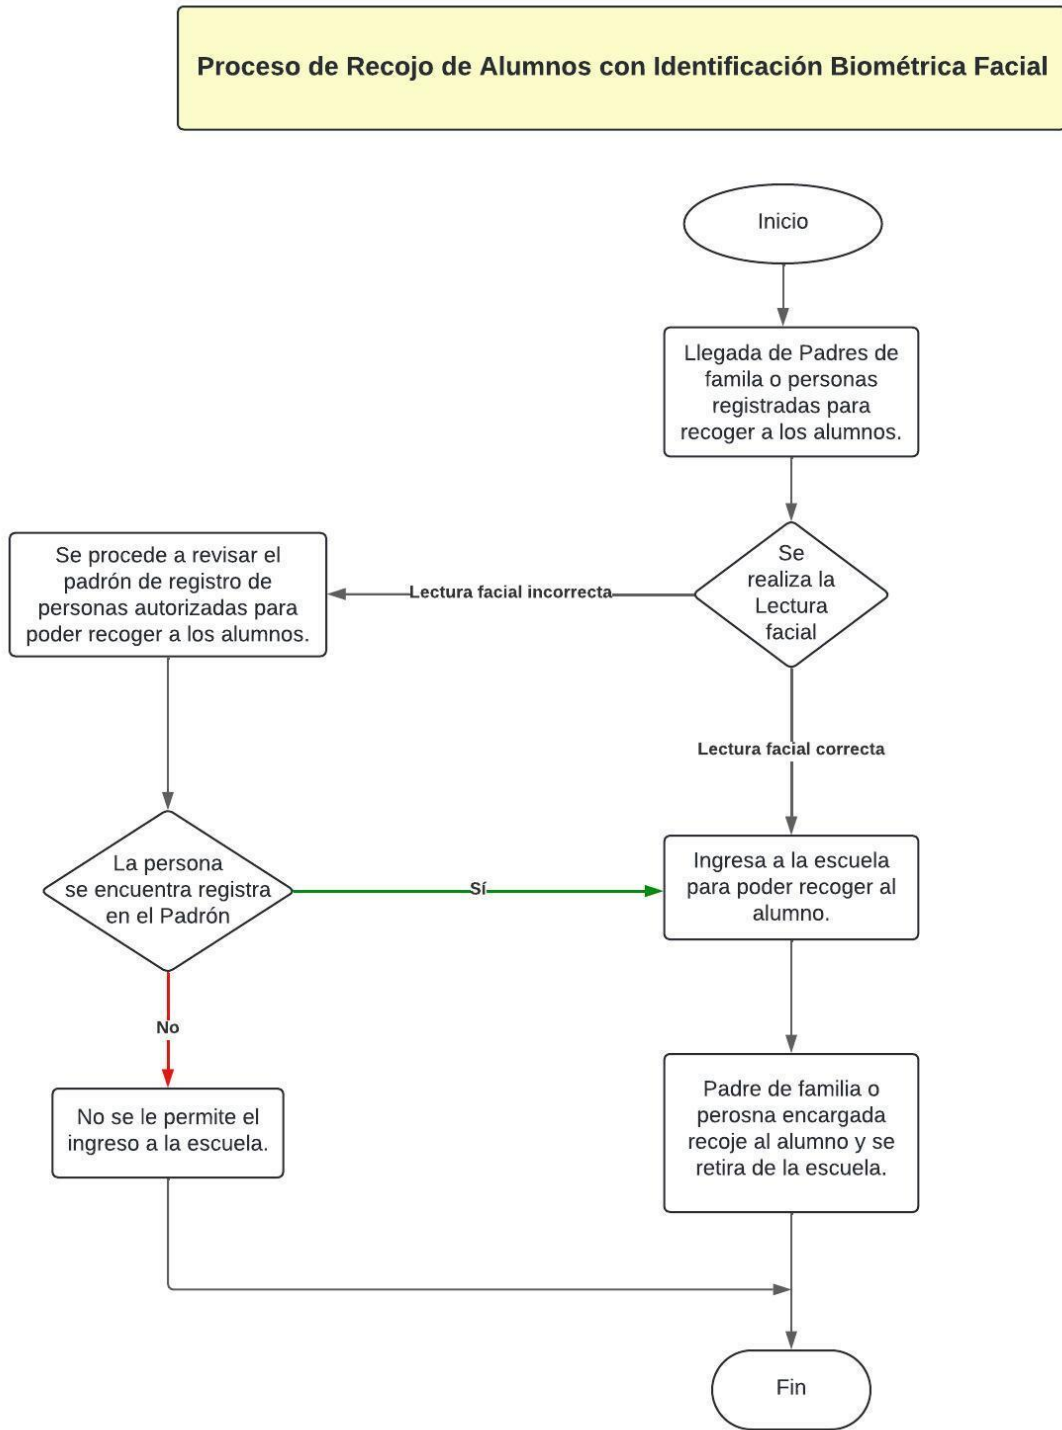 Proceso de Recojo de Alumnos con Identificación Biométrica Facial
Inicio
Llegada de Padres de
famila o personas
registradas para
recoger a los alumnos.
Se
realiza la
Lectura
facial
Lectura facial incorrecta
Se procede a revisar el
padrón de registro de
personas autorizadas para
poder recoger a los alumnos.
Lectura facial correcta
La persona
se encuentra registra
en el Padrón
Sí
Ingresa a la escuela
para poder recoger al
alumno.
No
No se le permite el
ingreso a la escuela.
Padre de familia o
perosna encargada
recoje al alumno y se
retira de la escuela.
Fin